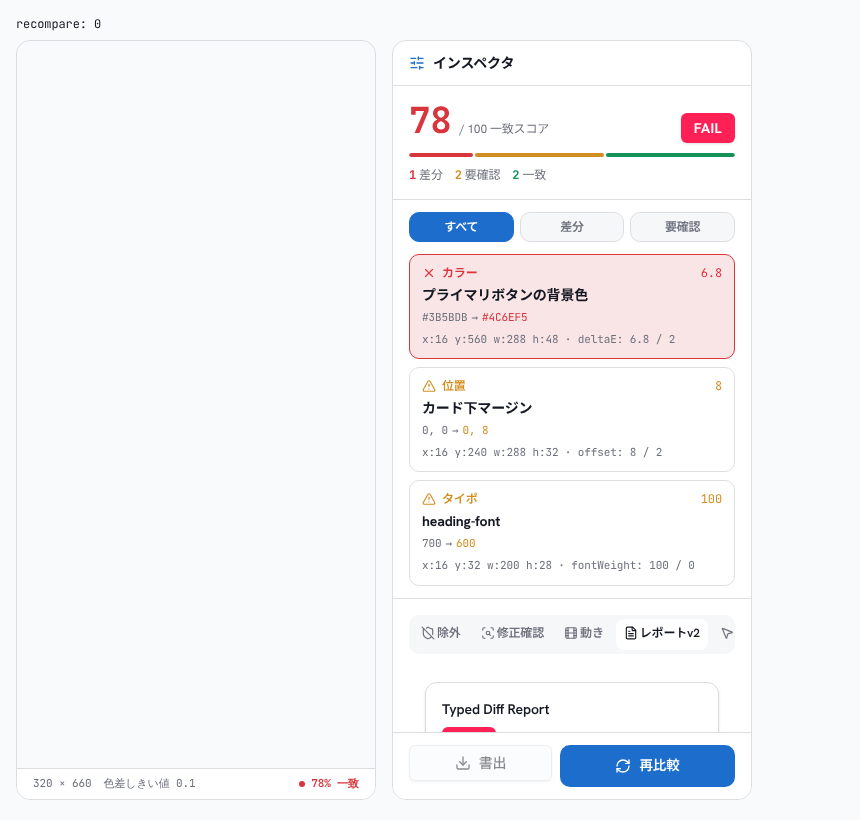 recompare: 0
インスペクタ
78 / 100 一致スコア FAIL
1 差分 2 要確認 2 一致
すべて 差分 要確認
カラー 6.8
プライマリボタンの背景色
#3B5BDB → #4C6EF5
x:16 y:560 w:288 h:48 · deltaE: 6.8 / 2
位置 8
カード下マージン
0, 0 → 0, 8
x:16 y:240 w:288 h:32 · offset: 8 / 2
タイポ 100
heading-font
700 → 600
x:16 y:32 w:200 h:28 · fontWeight: 100 / 0
除外 修正確認 動き レポートv2
Typed Diff Report
書出 再比較
320 × 660 色差しきい値 0.1 78% 一致